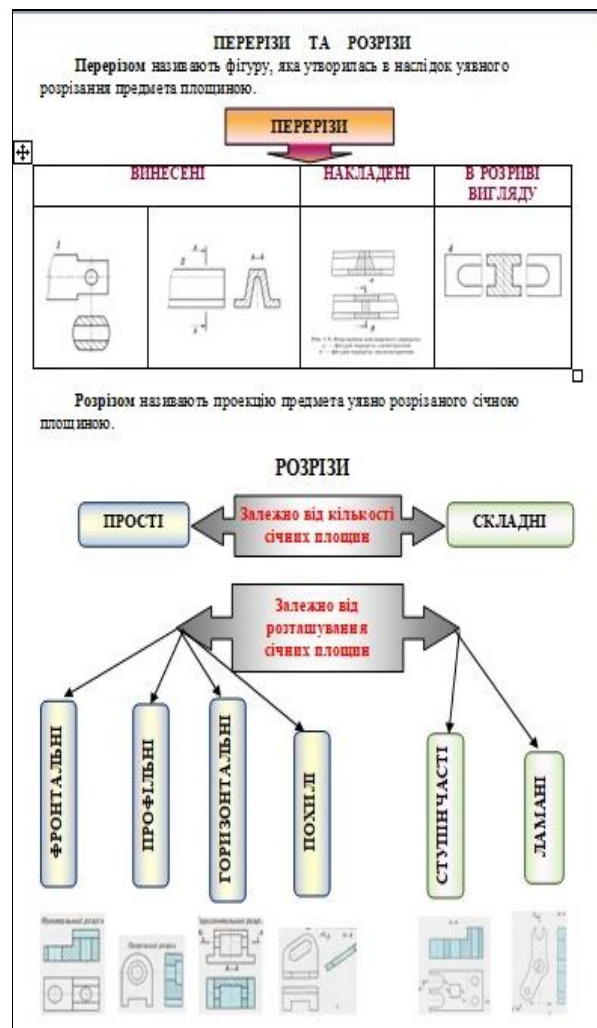 ПЕРЕРІЗИ ТА РОЗРІЗИ
Перерізом називають фігуру, яка утворилась в наслідок уявного
розрізання предмета площиною.
ПЕРЕРІЗИ
ВИНЕСЕНІ
НАКЛАДЕНІ
В РОЗРИВІ
ВИГЛЯДУ
А
А–А
А
Розрізом називають проекцію предмета уявно розрізаного січною
площиною.
РОЗРІЗИ
ПРОСТІ
Залежно від кількості
січних площин
СКЛАДНІ
Залежно від
розташування
січних площин
ФРОНТАЛЬНІ
ПРОФІЛЬНІ
ГОРИЗОНТАЛЬНІ
ПОХИЛІ
СТУПІНЧАСТІ
ЛАМАНІ
А–А